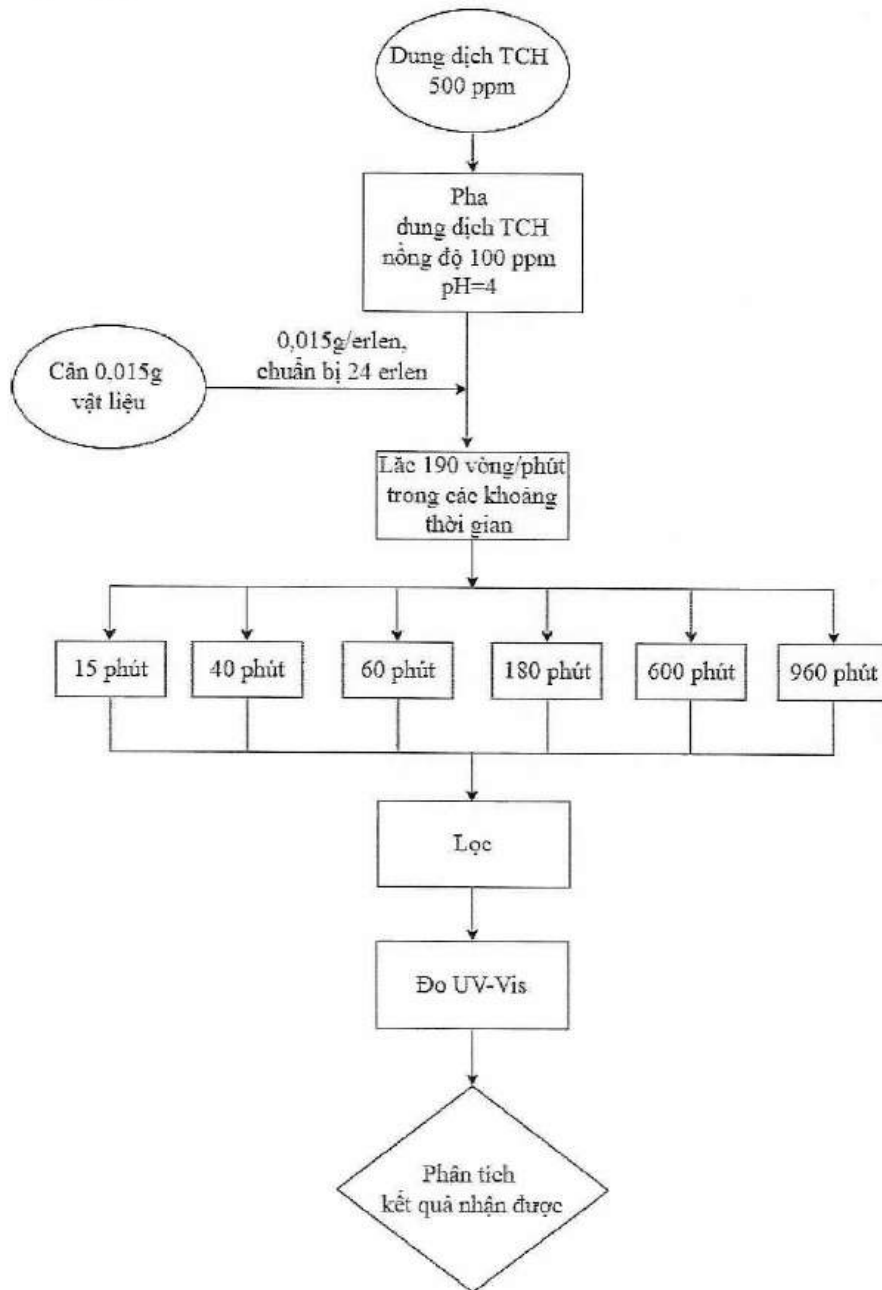 Dung dịch TCH
500 ppm
Pha
dung dịch TCH
nồng độ 100 ppm
pH=4
0,015g/erlen,
chuẩn bị 24 erlen
Cân 0,015g
vật liệu
Lắc 190 vòng/phút
trong các khoảng
thời gian
15 phút
40 phút
60 phút
180 phút
600 phút
960 phút
Lọc
Đo UV-Vis
Phân tích
kết quả nhận được